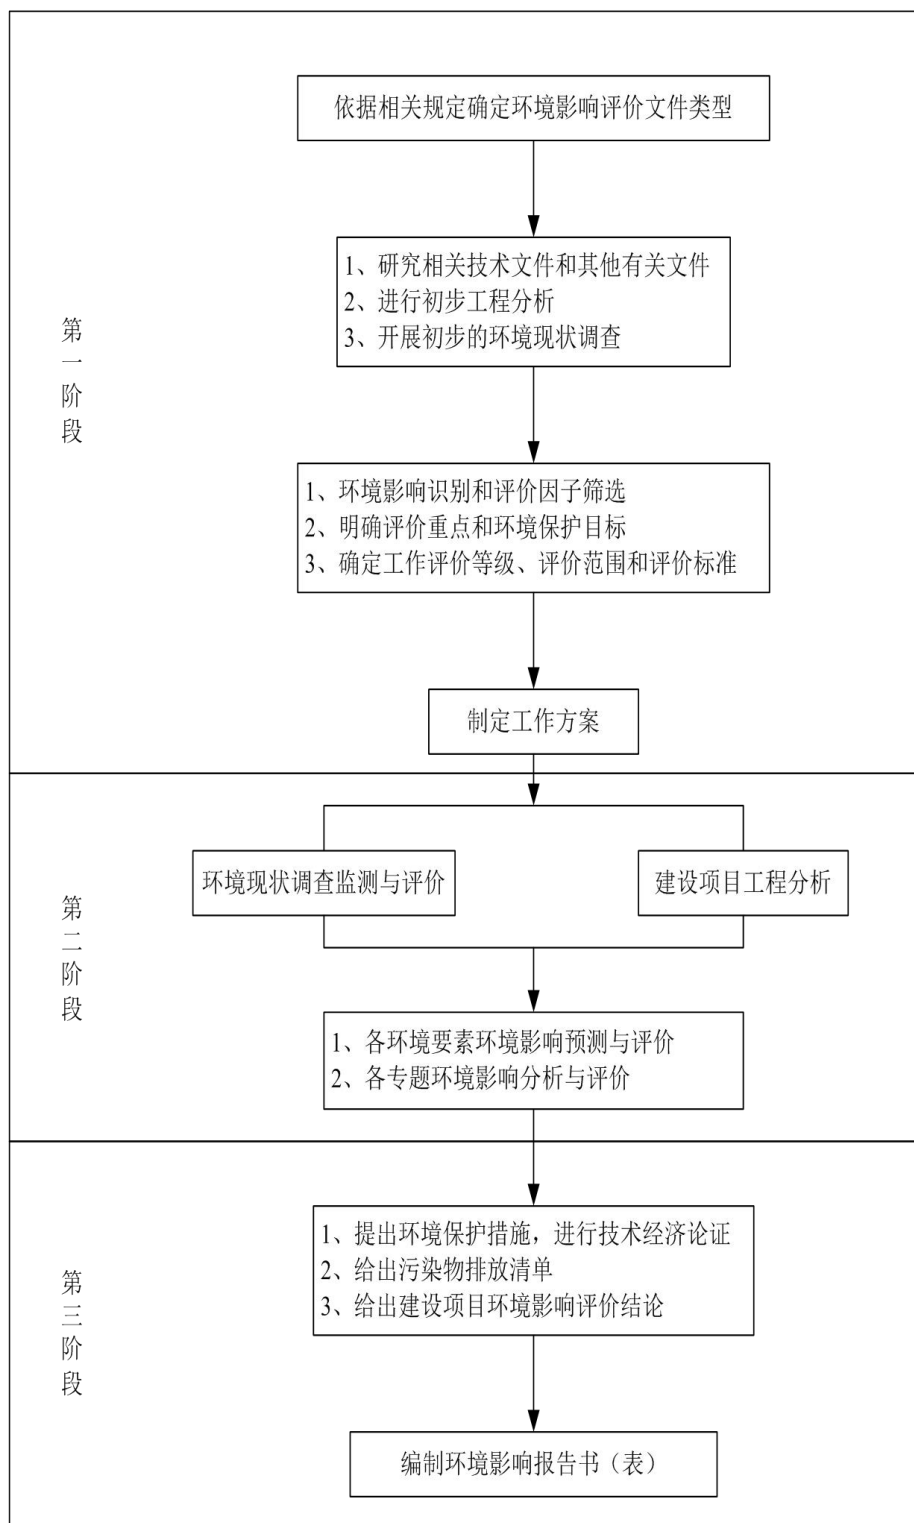 依据相关规定确定环境影响评价文件类型
1、研究相关技术文件和其他有关文件
2、进行初步工程分析
3、开展初步的环境现状调查
第一阶段
1、环境影响识别和评价因子筛选
2、明确评价重点和环境保护目标
3、确定工作评价等级、评价范围和评价标准
制定工作方案
环境现状调查监测与评价
建设项目工程分析
第二阶段
1、各环境要素环境影响预测与评价
2、各专题环境影响分析与评价
1、提出环境保护措施，进行技术经济论证
2、给出污染物排放清单
3、给出建设项目环境影响评价结论
第三阶段
编制环境影响报告书（表）